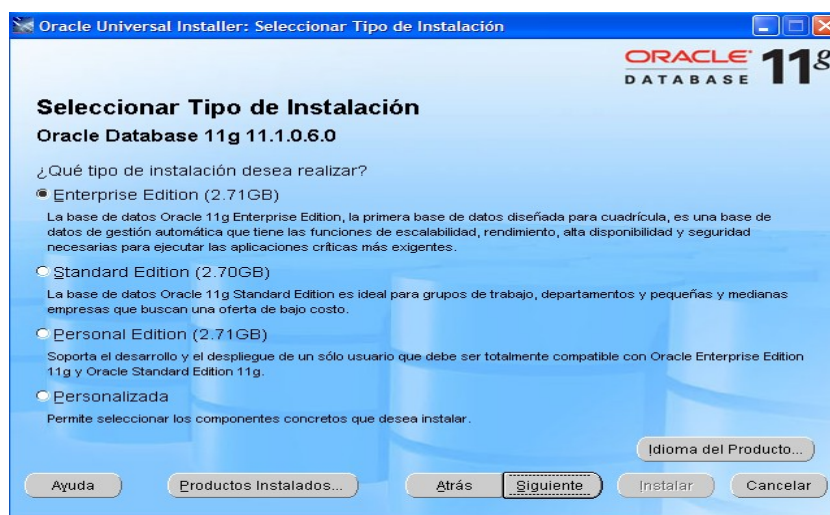 Oracle Universal Installer: Seleccionar Tipo de Instalación
ORACLE 11g
DATABASE
Seleccionar Tipo de Instalación
Oracle Database 11g 11.1.0.6.0
¿Qué tipo de instalación desea realizar?
Enterprise Edition (2.71GB)
La base de datos Oracle 11g Enterprise Edition, la primera base de datos diseñada para cuadrícula, es una base de
datos de gestión automática que tiene las funciones de escalabilidad, rendimiento, alta disponibilidad y seguridad
necesarias para ejecutar las aplicaciones críticas más exigentes.
Standard Edition (2.70GB)
La base de datos Oracle 11g Standard Edition es ideal para grupos de trabajo, departamentos y pequeñas y medianas
empresas que buscan una oferta de bajo costo.
Personal Edition (2.71GB)
Soporta el desarrollo y el despliegue de un sólo usuario que debe ser totalmente compatible con Oracle Enterprise Edition
11g y Oracle Standard Edition 11g.
Personalizada
Permite seleccionar los componentes concretos que desea instalar.
Idioma del Producto...
Ayuda Productos Instalados... Atrás Siguiente Instalar Cancelar